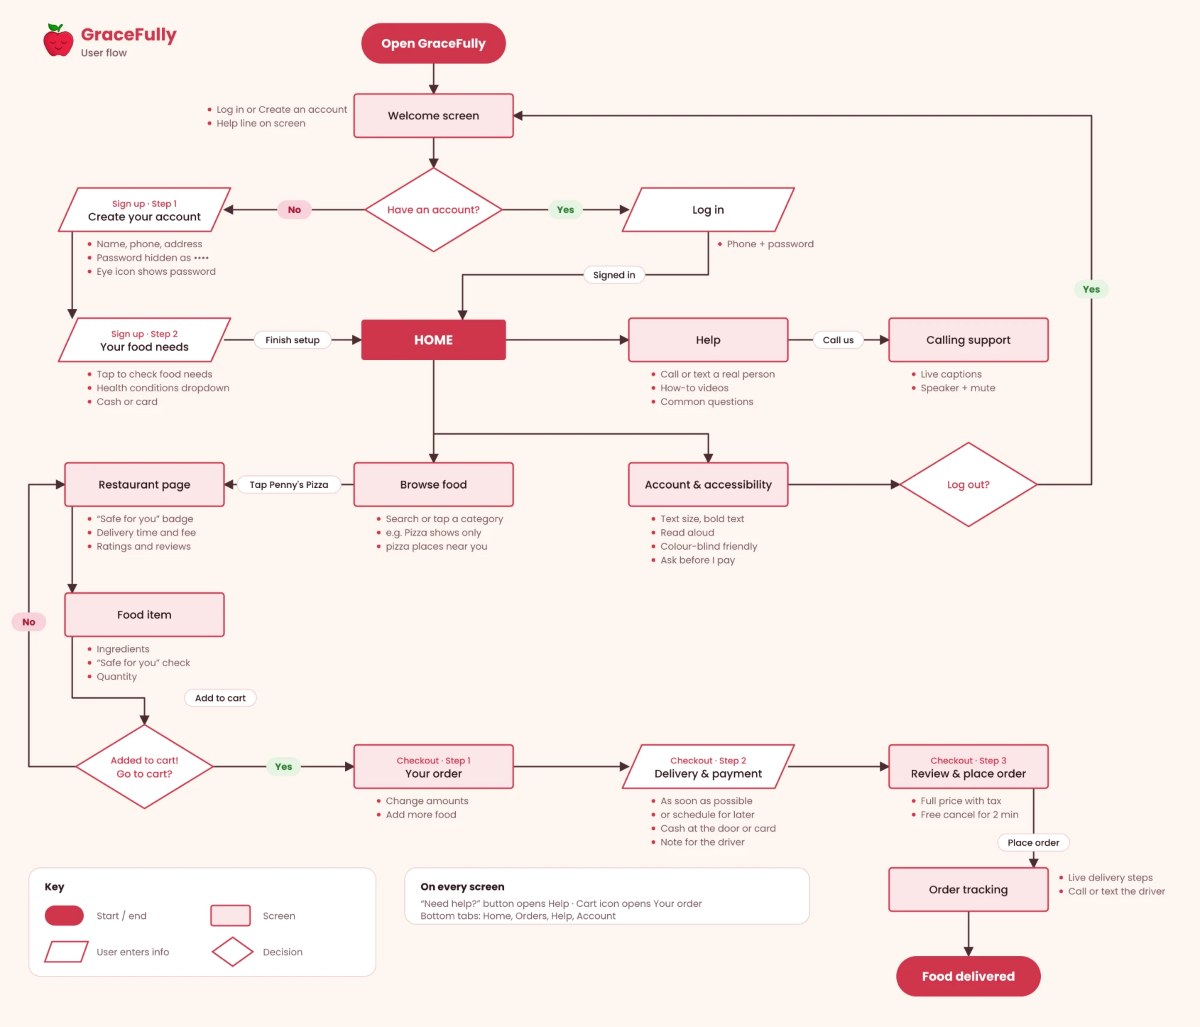 GraceFully
User flow
Open GraceFully
Welcome screen
Log in or Create an account
Help line on screen
Have an account?
No
Yes
Sign up · Step 1
Create your account
Name, phone, address
Password hidden as ••••
Eye icon shows password
Log in
Phone + password
Signed in
Yes
Sign up · Step 2
Your food needs
Tap to check food needs
Health conditions dropdown
Cash or card
Finish setup
HOME
Help
Call or text a real person
How-to videos
Common questions
Call us
Calling support
Live captions
Speaker + mute
Restaurant page
“Safe for you” badge
Delivery time and fee
Ratings and reviews
Tap Penny's Pizza
Browse food
Search or tap a category
e.g. Pizza shows only
pizza places near you
Account & accessibility
Text size, bold text
Read aloud
Colour-blind friendly
Ask before I pay
Log out?
No
Food item
Ingredients
“Safe for you” check
Quantity
Add to cart
Added to cart!
Go to cart?
Yes
Checkout · Step 1
Your order
Change amounts
Add more food
Checkout · Step 2
Delivery & payment
As soon as possible
or schedule for later
Cash at the door or card
Note for the driver
Checkout · Step 3
Review & place order
Full price with tax
Free cancel for 2 min
Place order
Order tracking
Live delivery steps
Call or text the driver
Food delivered
Key
Start / end
Screen
User enters info
Decision
On every screen
“Need help?” button opens Help · Cart icon opens Your order
Bottom tabs: Home, Orders, Help, Account